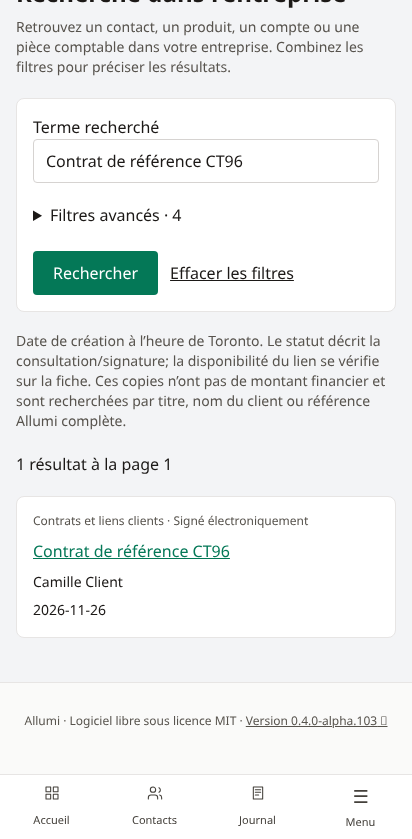 Recherche dans l'entreprise
Retrouvez un contact, un produit, un compte ou une
pièce comptable dans votre entreprise. Combinez les
filtres pour préciser les résultats.
Terme recherché
Contrat de référence CT96
▶ Filtres avancés · 4
Rechercher Effacer les filtres
Date de création à l’heure de Toronto. Le statut décrit la
consultation/signature; la disponibilité du lien se vérifie
sur la fiche. Ces copies n’ont pas de montant financier et
sont recherchées par titre, nom du client ou référence
Allumi complète.
1 résultat à la page 1
Contrats et liens clients · Signé électroniquement
Contrat de référence CT96
Camille Client
2026-11-26
Allumi · Logiciel libre sous licence MIT · Version 0.4.0-alpha.103
Accueil Contacts Journal Menu